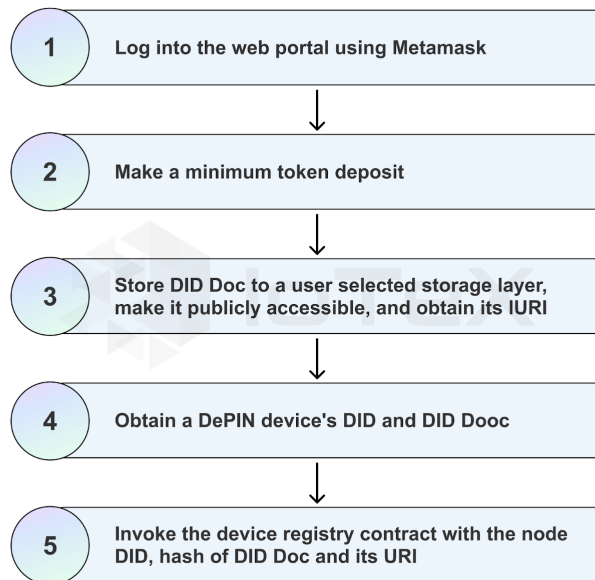 1
Log into the web portal using Metamask
2
Make a minimum token deposit
IoTeX
3
Store DID Doc to a user selected storage layer,
make it publicly accessible, and obtain its IURI
4
Obtain a DePIN device's DID and DID Dooc
5
Invoke the device registry contract with the node
DID, hash of DID Doc and its URI